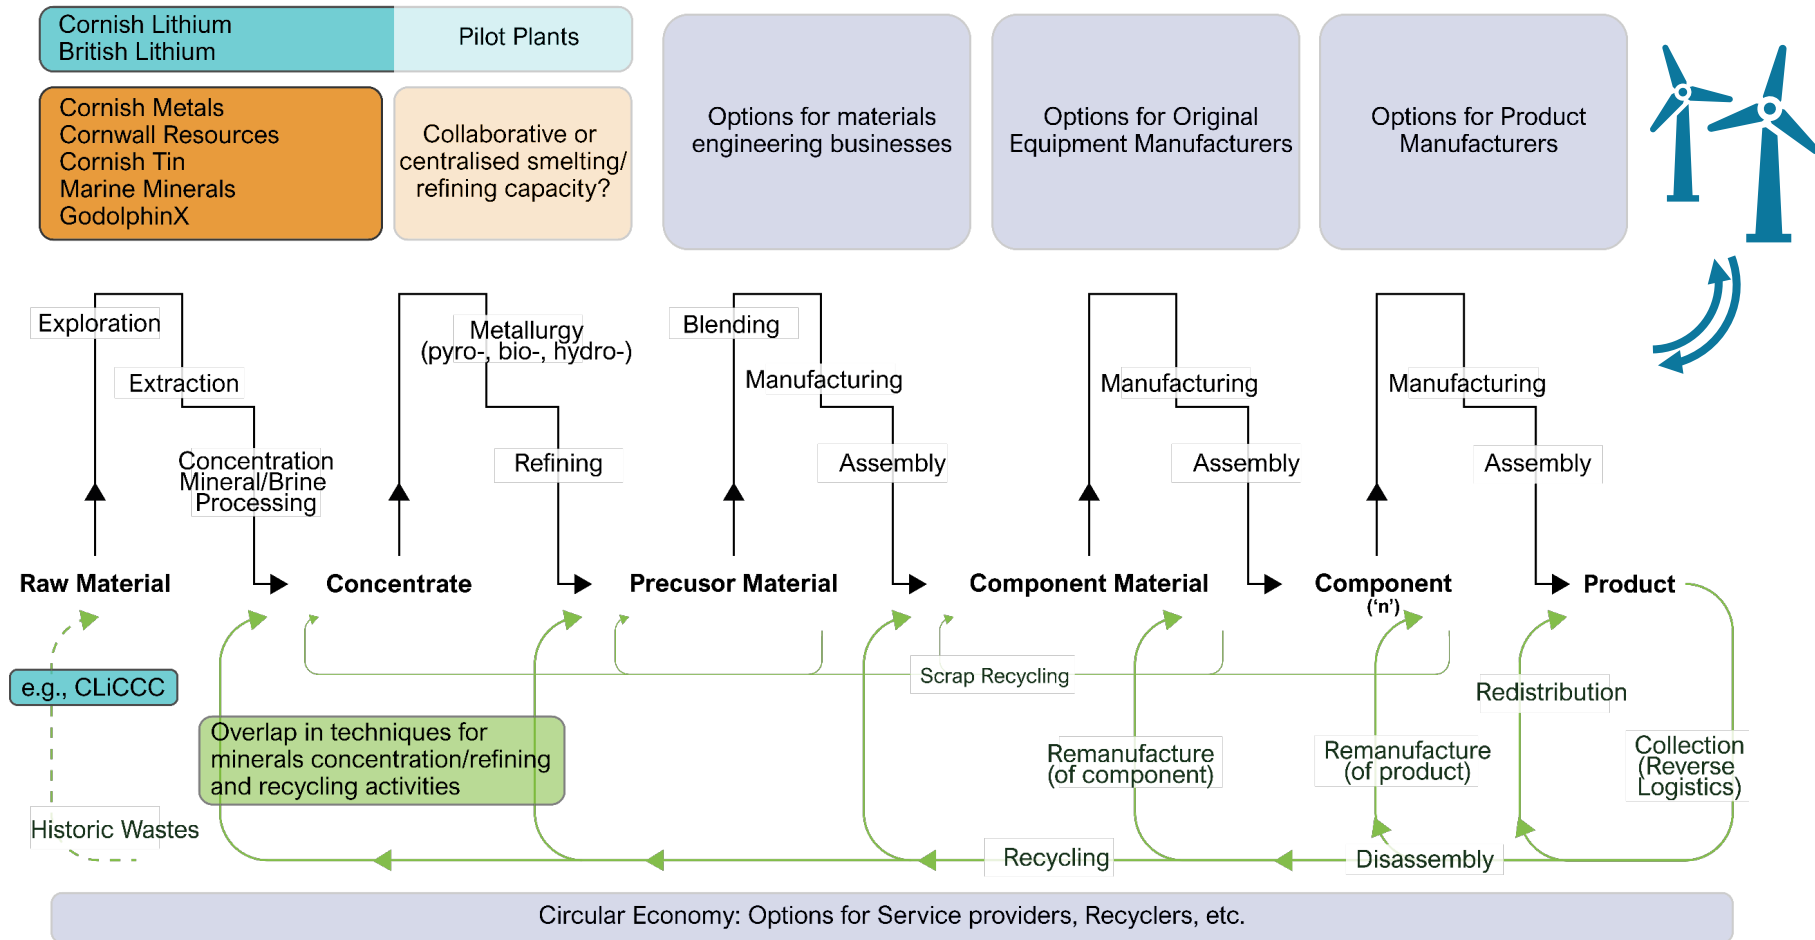 Cornish Lithium
British Lithium
Pilot Plants
Cornish Metals
Cornwall Resources
Cornish Tin
Marine Minerals
GodolphinX
Collaborative or
centralised smelting/
refining capacity?
Options for materials
engineering businesses
Options for Original
Equipment Manufacturers
Options for Product
Manufacturers
Exploration
Extraction
Concentration
Mineral/Brine
Processing
Metallurgy
(pyro-, bio-, hydro-)
Refining
Blending
Manufacturing
Assembly
Manufacturing
Assembly
Manufacturing
Assembly
Raw Material
Concentrate
Precusor Material
Component Material
Component
('n')
Product
e.g., CLiCCC
Historic Wastes
Overlap in techniques for
minerals concentration/refining
and recycling activities
Scrap Recycling
Remanufacture
(of component)
Remanufacture
(of product)
Redistribution
Collection
(Reverse
Logistics)
Recycling
Disassembly
Circular Economy: Options for Service providers, Recyclers, etc.